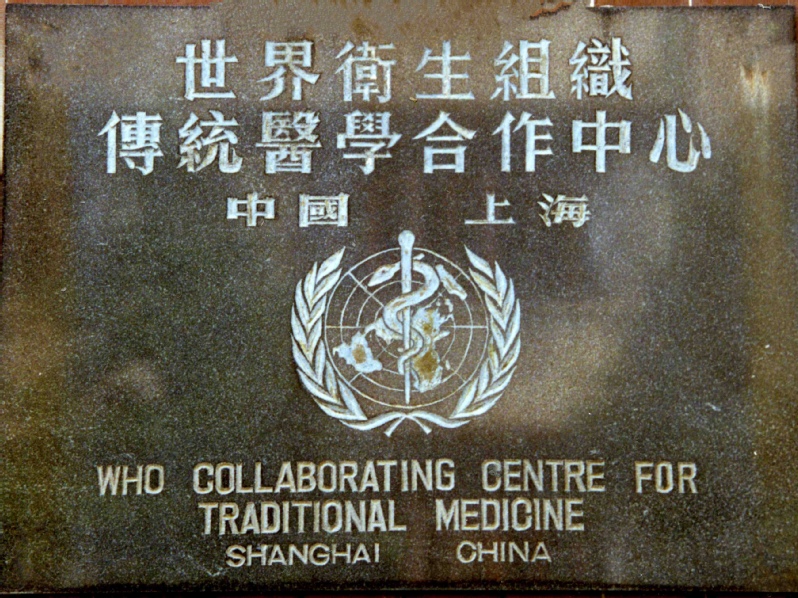 世界衛生組織
傳統醫學合作中心
中國 上海
WHO COLLABORATING CENTRE FOR
TRADITIONAL MEDICINE
SHANGHAI CHINA